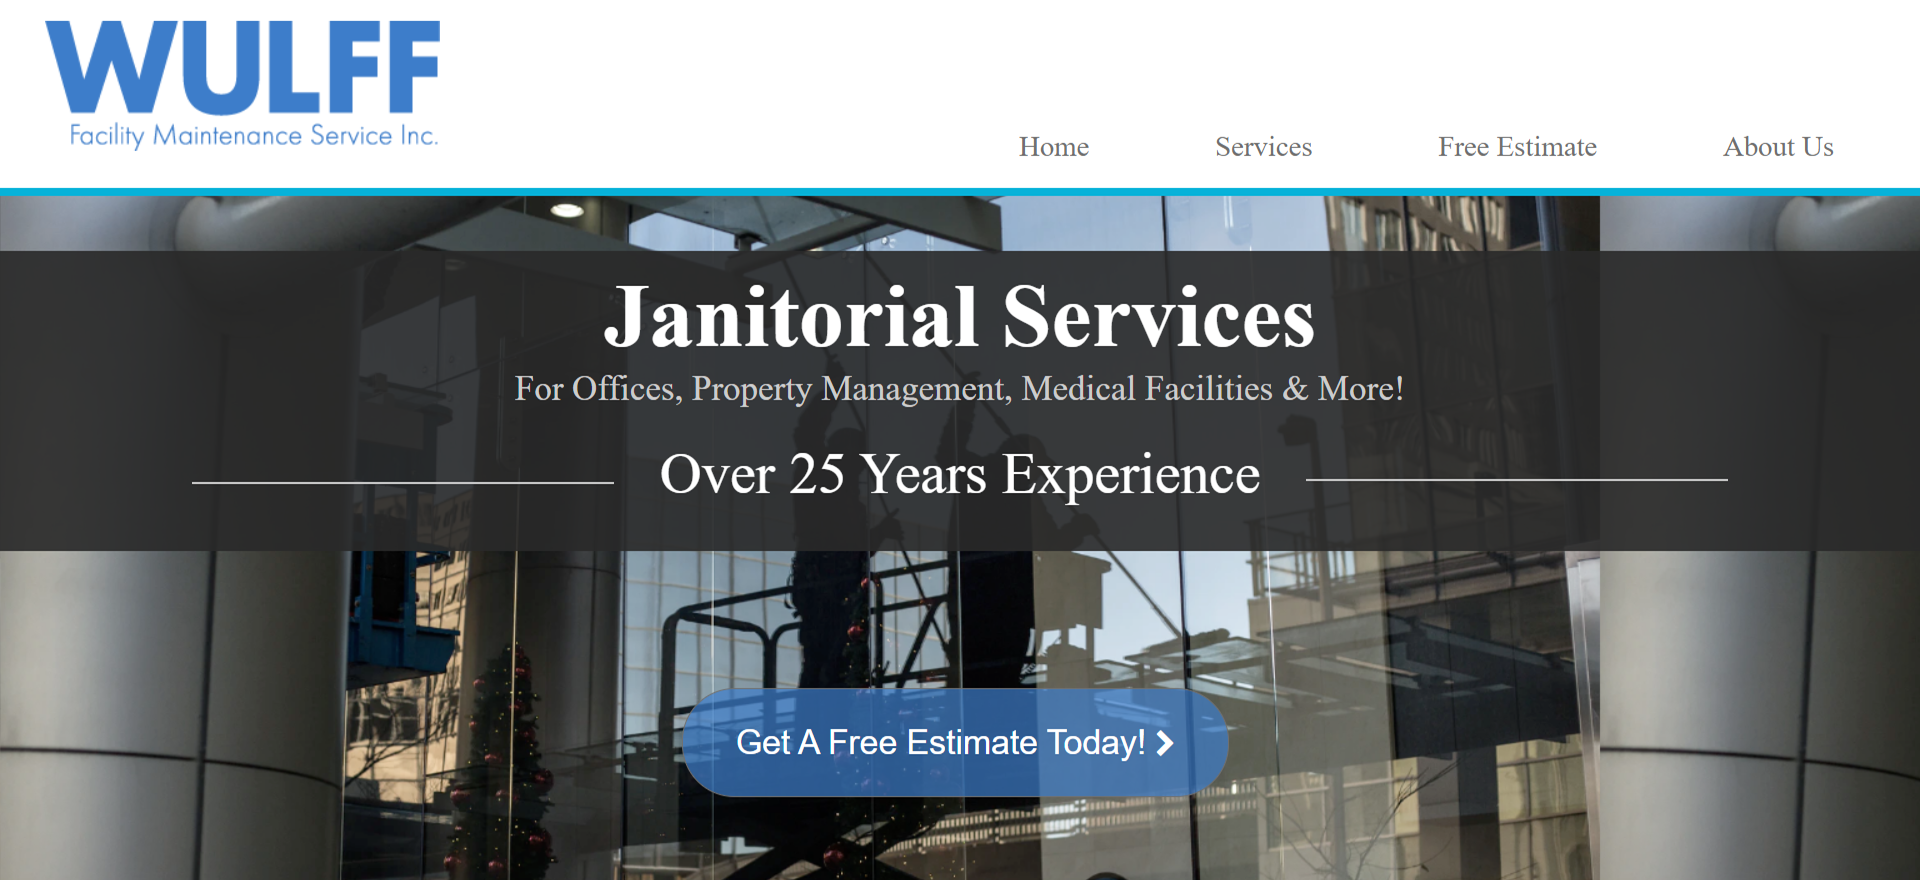 WULFF
Facility Maintenance Service Inc.
Home
Services
Free Estimate
About Us
Janitorial Services
For Offices, Property Management, Medical Facilities & More!
Over 25 Years Experience
Get A Free Estimate Today!